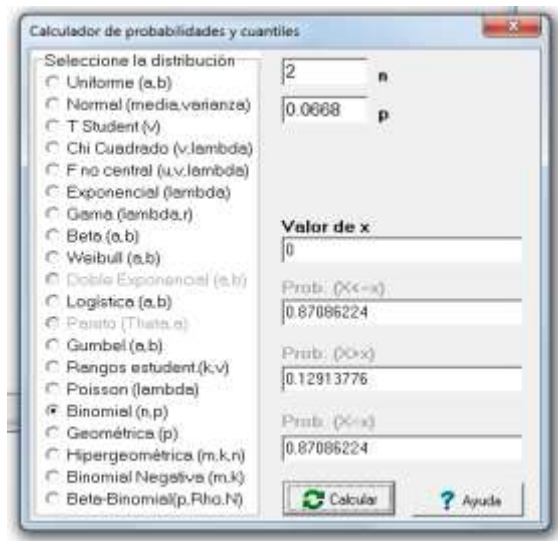 Calculador de probabilidades y cuantiles
Seleccione la distribución
Uniforme (a,b)
Normal (media,varianza)
T Student (v)
Chi Cuadrado (v,lambda)
F no central (u,v,lambda)
Exponencial (lambda)
Gama (lambda,r)
Beta (a,b)
Weibull (a,b)
Doble Exponencial (a,b)
Logística (a,b)
Pareto (Theta,a)
Gumbel (a,b)
Rangos estudent.(k,v)
Poisson (lambda)
Binomial (n,p)
Geométrica (p)
Hipergeométrica (m,k,n)
Binomial Negativa (m,k)
Beta-Binomial(p,Rho,N)
2 n
0.0668 p
Valor de x
0
Prob. (X<=x)
0.87086224
Prob. (X>x)
0.12913776
Prob. (X=x)
0.87086224
Calcular
? Ayuda